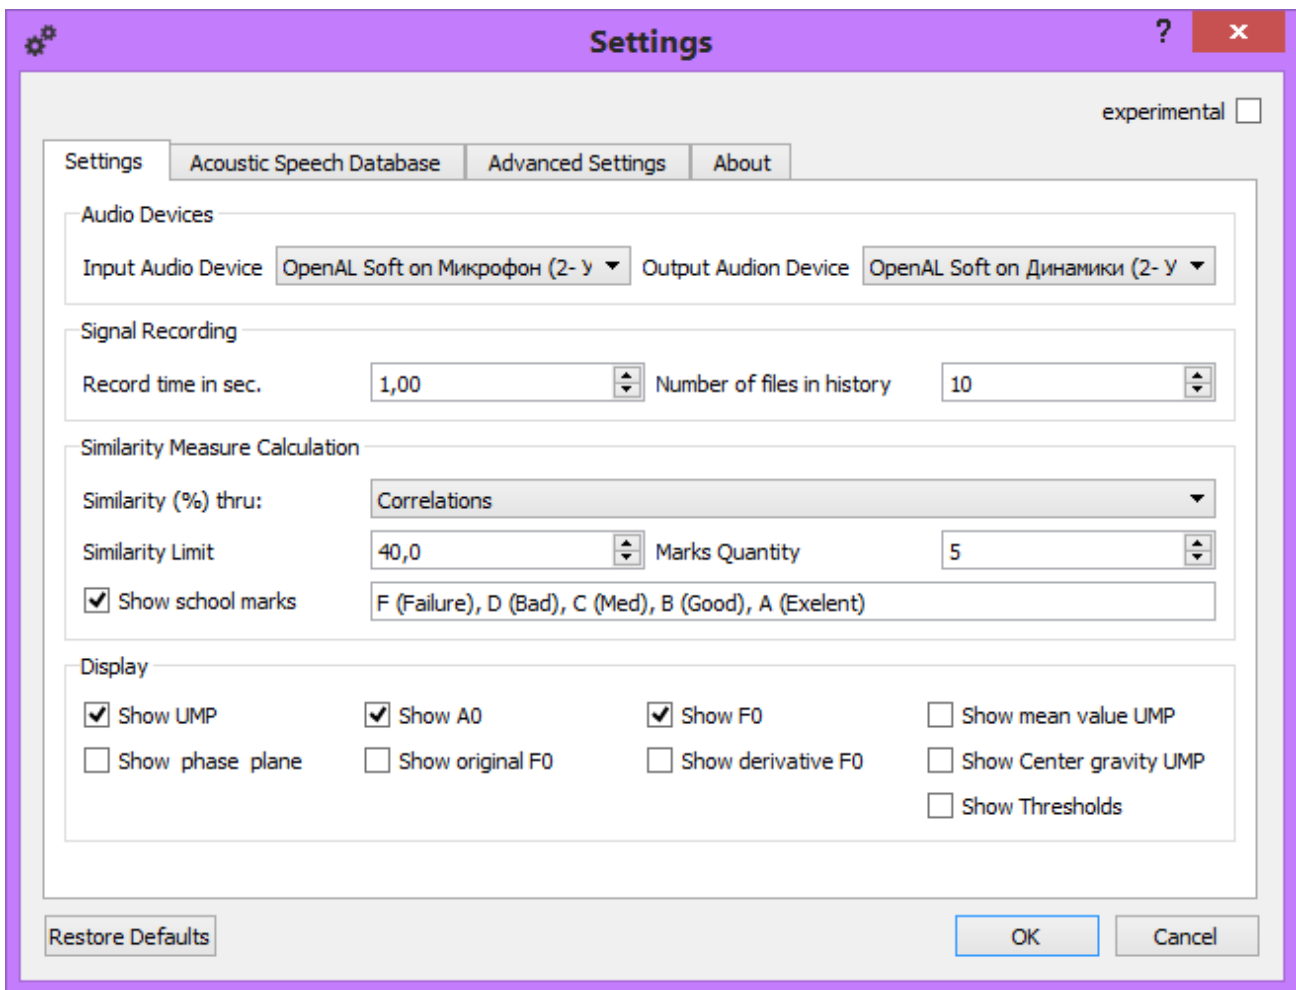 Settings ?
experimental
Settings Acoustic Speech Database Advanced Settings About
Audio Devices
Input Audio Device OpenAL Soft on Микрофон (2- У Output Audion Device OpenAL Soft on Динамики (2- У
Signal Recording
Record time in sec. 1,00 Number of files in history 10
Similarity Measure Calculation
Similarity (%) thru: Correlations
Similarity Limit 40,0 Marks Quantity 5
Show school marks F (Failure), D (Bad), C (Med), B (Good), A (Exelent)
Display
Show UMP Show A0 Show F0 Show mean value UMP
Show phase plane Show original F0 Show derivative F0 Show Center gravity UMP
Show Thresholds
Restore Defaults OK Cancel